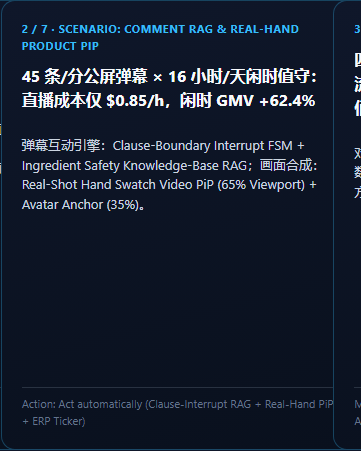 2 / 7 · SCENARIO: COMMENT RAG & REAL-HAND
PRODUCT PIP
45 条/分公屏弹幕 × 16 小时/天闲时值守：
直播成本仅 $0.85/h，闲时 GMV +62.4%
弹幕互动引擎：Clause-Boundary Interrupt FSM +
Ingredient Safety Knowledge-Base RAG；画面合成：
Real-Shot Hand Swatch Video PiP (65% Viewport) +
Avatar Anchor (35%)。
Action: Act automatically (Clause-Interrupt RAG + Real-Hand PiP
+ ERP Ticker)
3